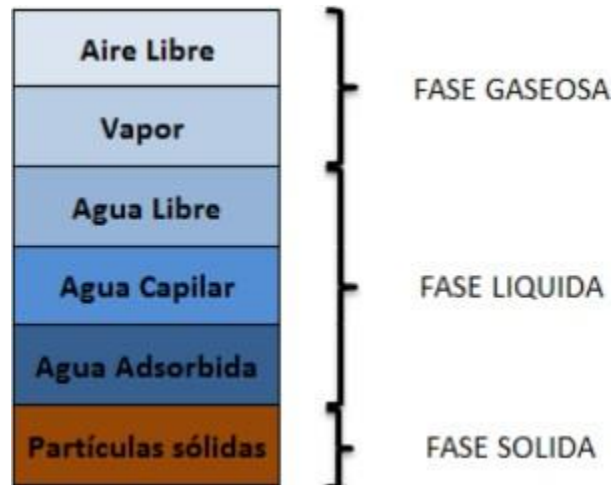 Aire Libre
Vapor
FASE GASEOSA
Agua Libre
Agua Capilar
Agua Adsorbida
FASE LIQUIDA
Partículas sólidas
FASE SOLIDA